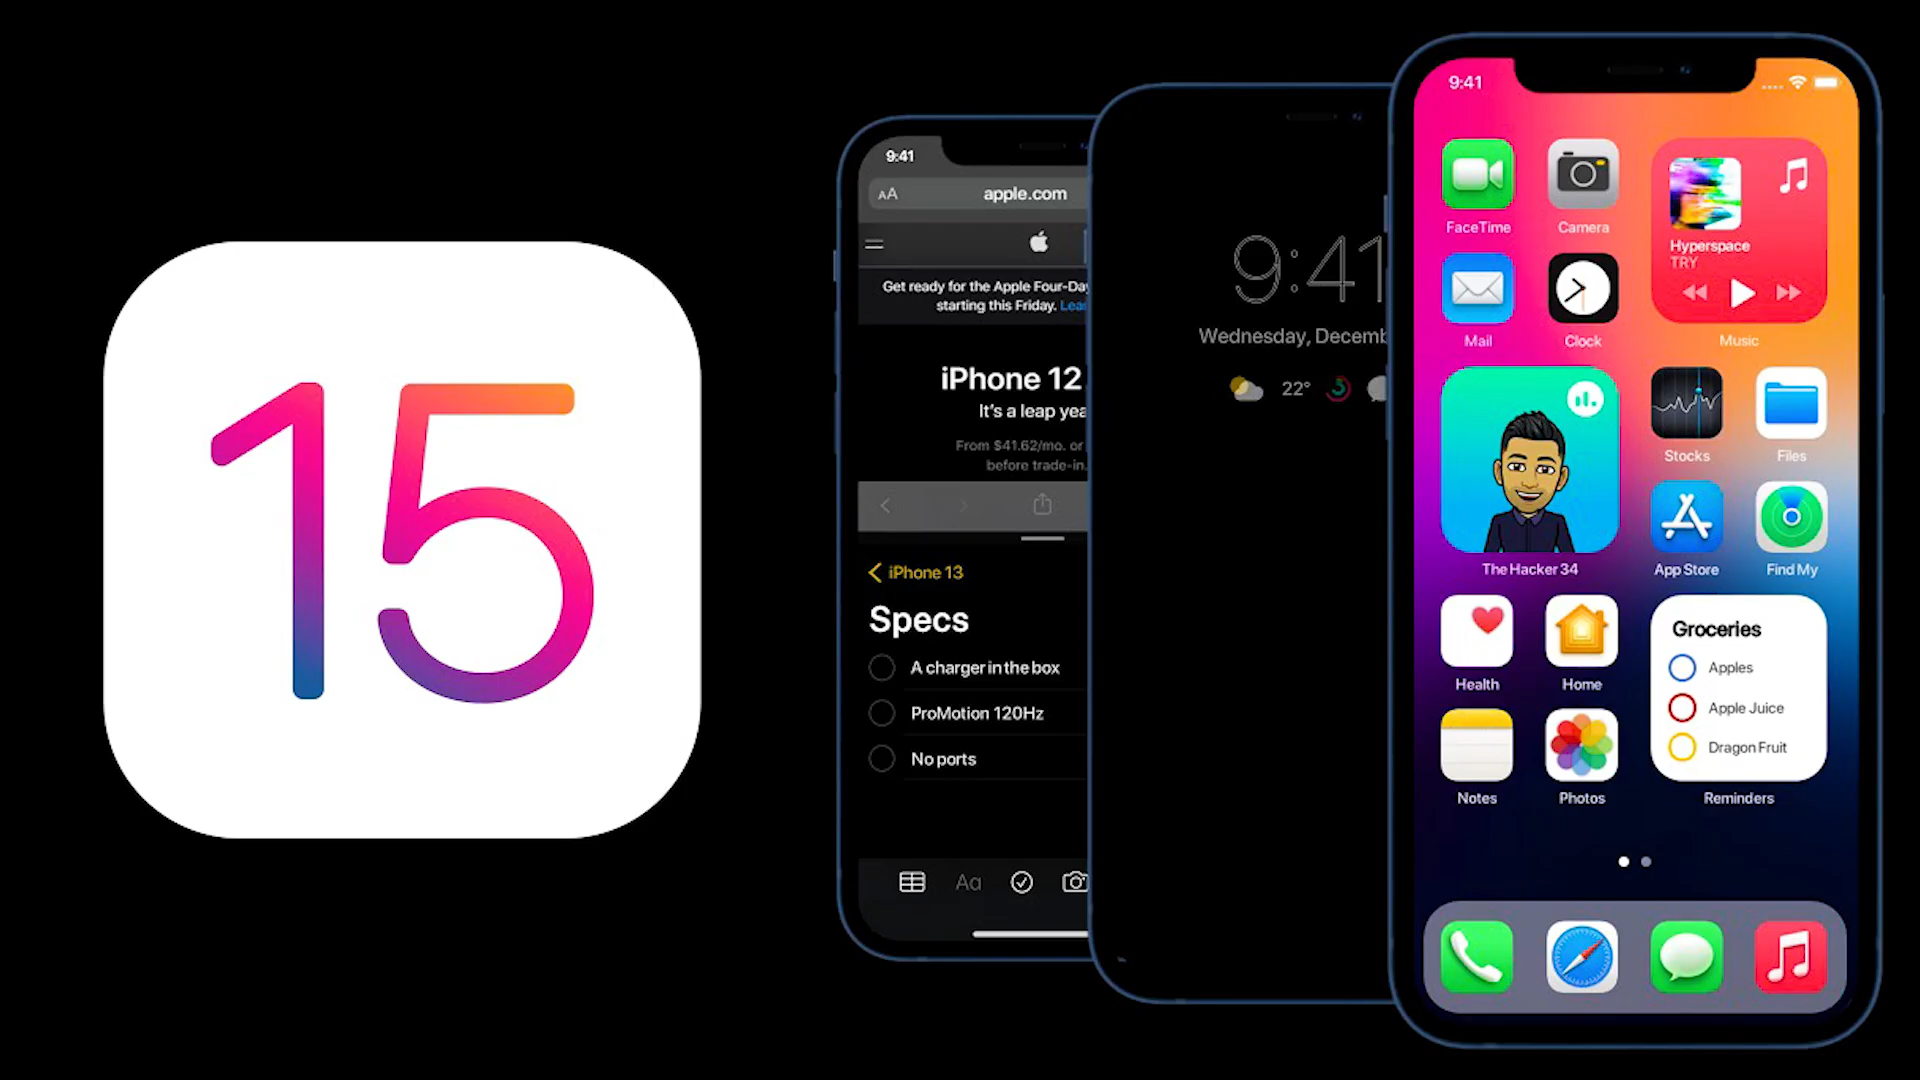 15
9:41
AA
apple.com
Get ready for the Apple Four-Day
starting this Friday.
iPhone 12
It's a leap yea
From $41.62/mo. or
before trade-in.
iPhone 13
Specs
A charger in the box
ProMotion 120Hz
No ports
Aa
9:41
Wednesday, Decemb
22°
9:41
FaceTime
Camera
Hyperspace
TRY
Mail
Clock
Music
Stocks
Files
The Hacker 34
App Store
Find My
Groceries
Apples
Apple Juice
Dragon Fruit
Health
Home
Notes
Photos
Reminders